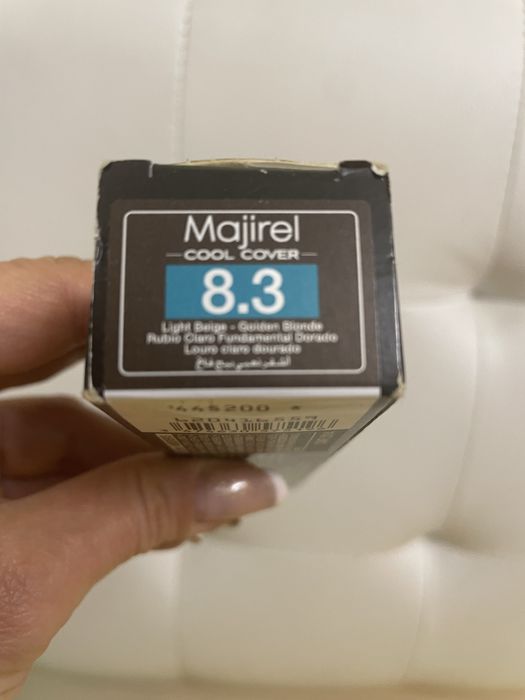 Majirel
COOL COVER
8.3
Light Beige - Golden Blonde
Rubio Claro Fundamental Dorado
Louro claro dourado